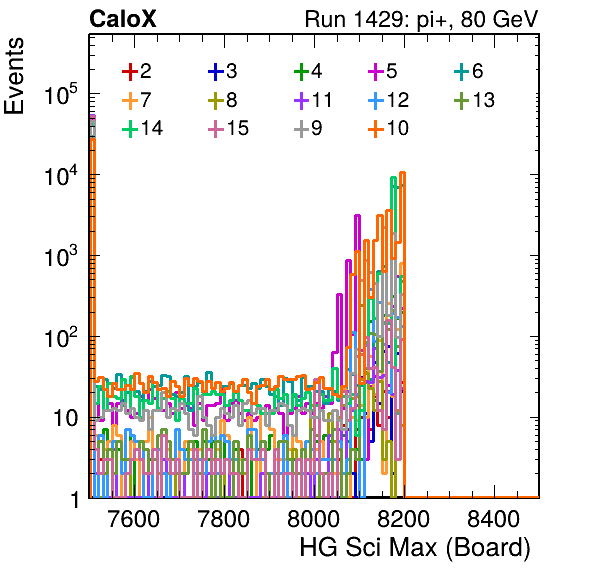 CaloX Run 1429: pi+, 80 GeV
Events
2 3 4 5 6
7 8 11 12 13
14 15 9 10
10⁵
10⁴
10³
10²
10
1
7600 7800 8000 8200 8400
HG Sci Max (Board)